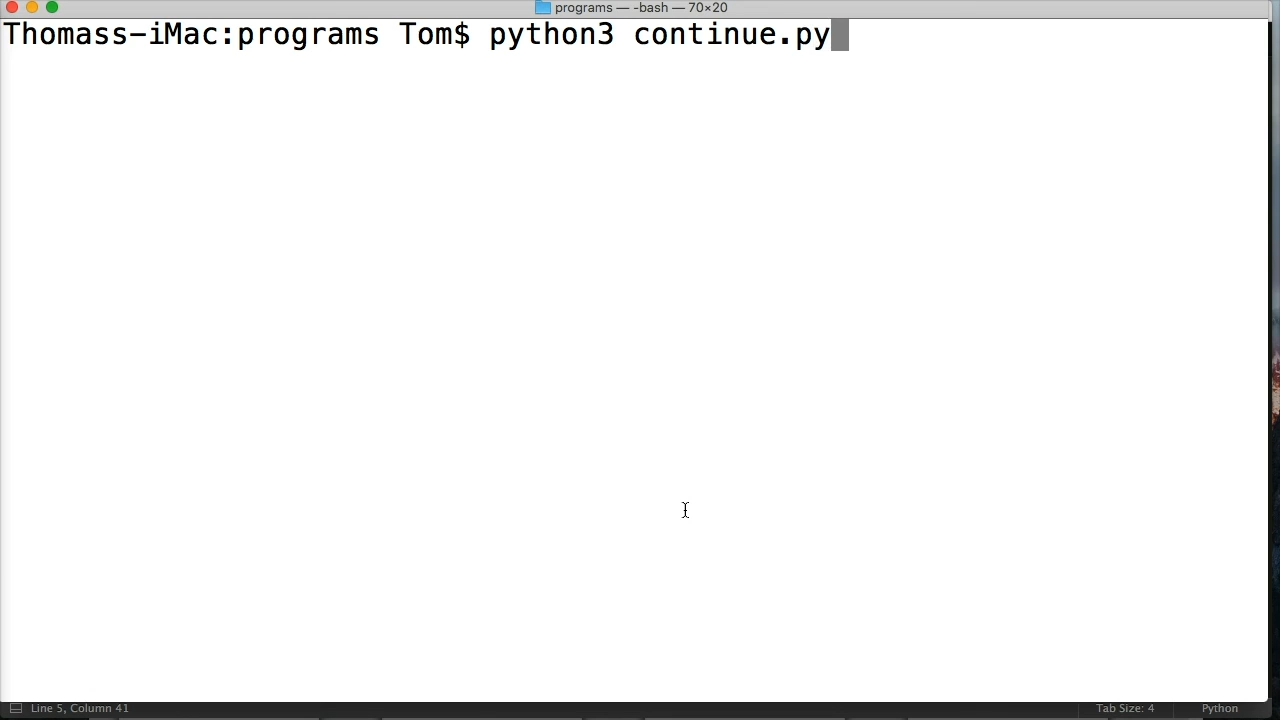 programs — -bash — 70×20
Thomass-iMac:programs Tom$ python3 continue.py
Line 5, Column 41
Tab Size: 4
Python